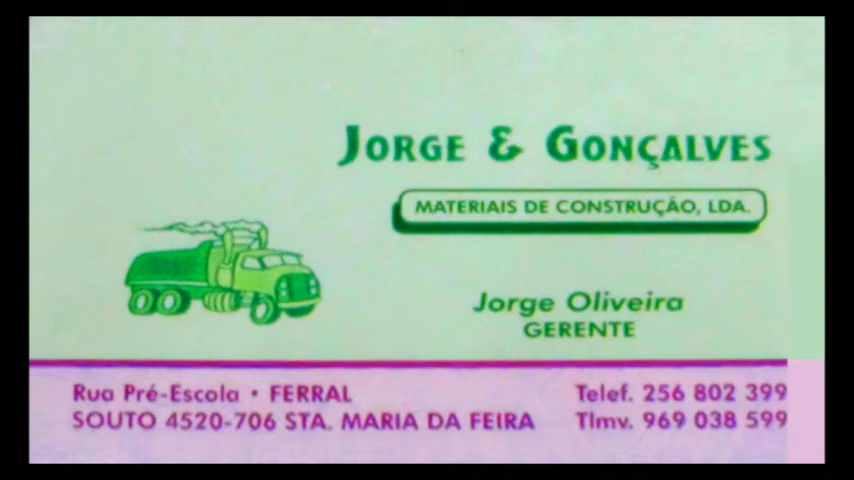 JORGE & GONÇALVES
MATERIAIS DE CONSTRUÇÃO, LDA.
Jorge Oliveira
GERENTE
Rua Pré-Escola • FERRAL
SOUTO 4520-706 STA. MARIA DA FEIRA
Telef. 256 802 399
Tlmv. 969 038 599